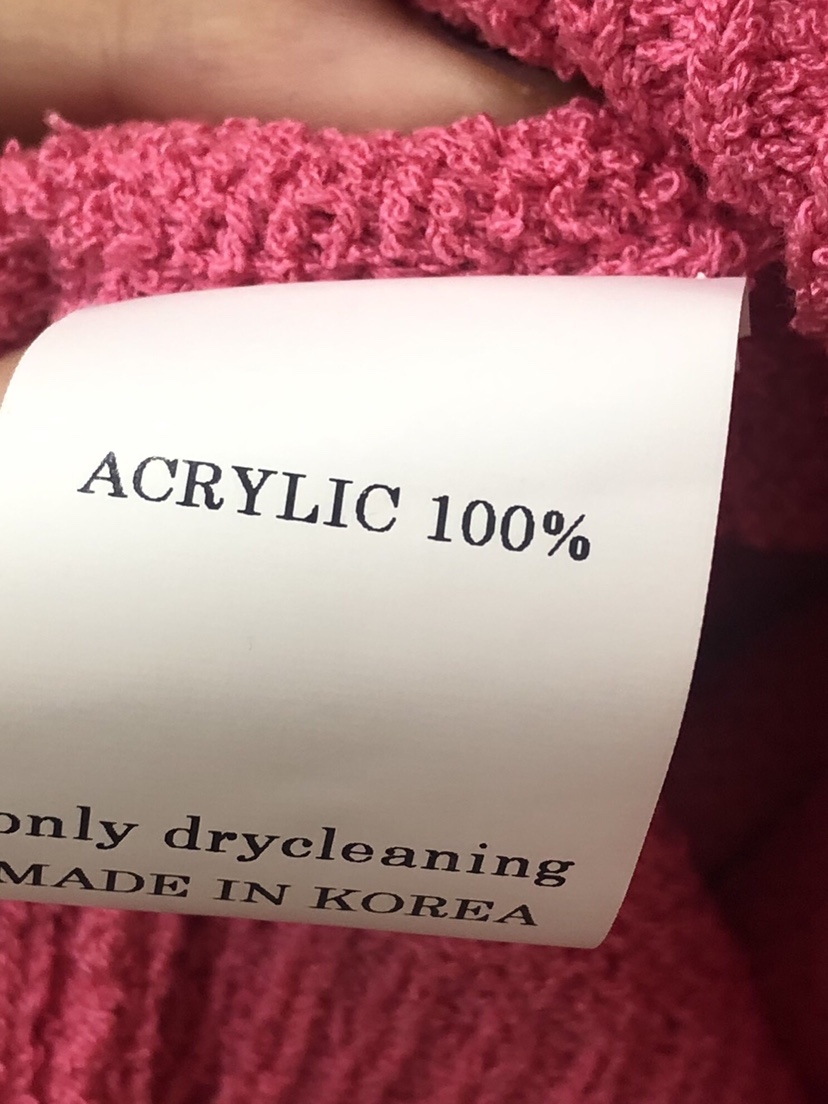 ACRYLIC 100%
only drycleaning
MADE IN KOREA